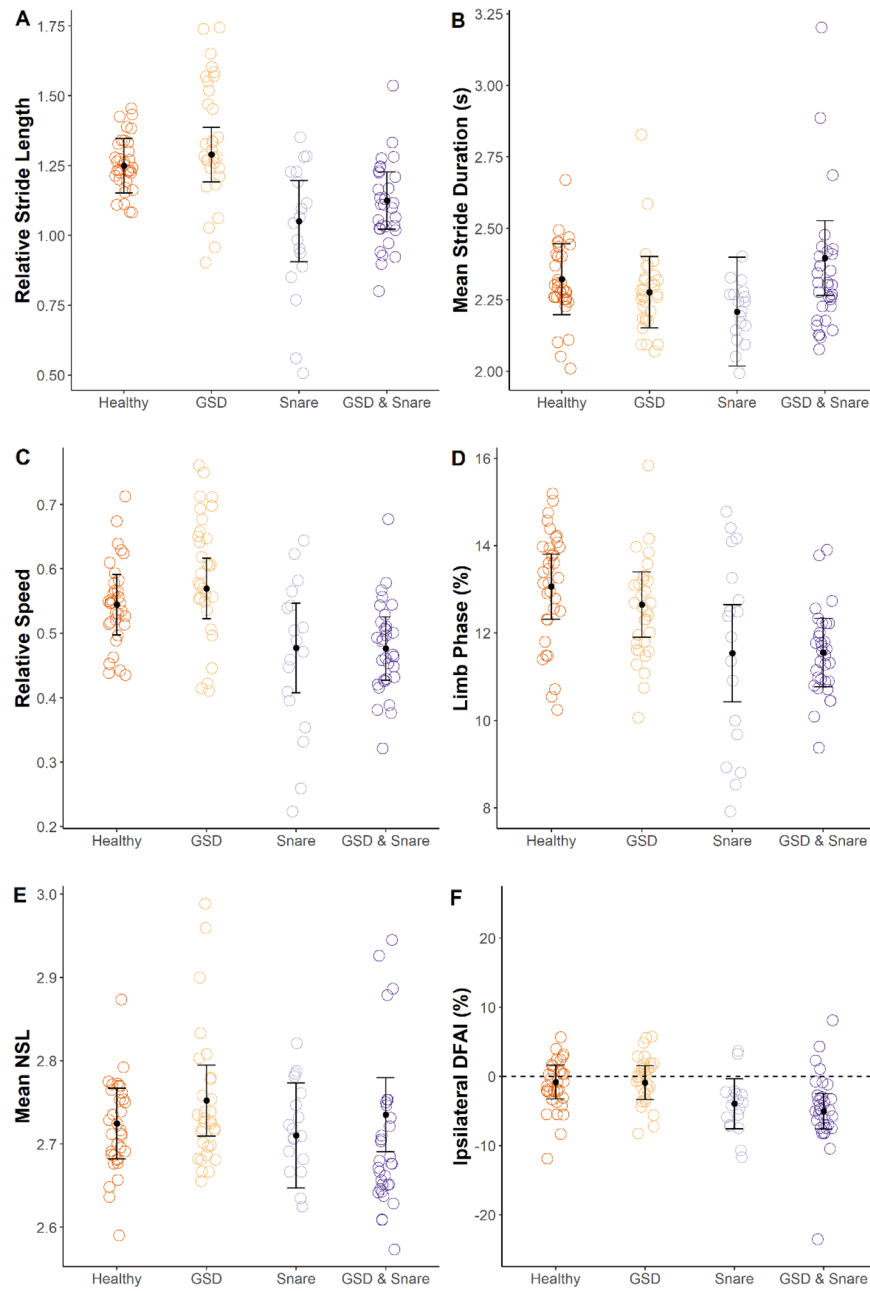 A
Relative Stride Length
1.75
1.50
1.25
1.00
0.75
0.50
Healthy GSD Snare GSD & Snare
B
Mean Stride Duration (s)
3.25
3.00
2.75
2.50
2.25
2.00
Healthy GSD Snare GSD & Snare
C
Relative Speed
0.7
0.6
0.5
0.4
0.3
0.2
Healthy GSD Snare GSD & Snare
D
Limb Phase (%)
16
14
12
10
8
Healthy GSD Snare GSD & Snare
E
Mean NSL
3.0
2.9
2.8
2.7
2.6
Healthy GSD Snare GSD & Snare
F
Ipsilateral DFAI (%)
20
10
0
-10
-20
Healthy GSD Snare GSD & Snare